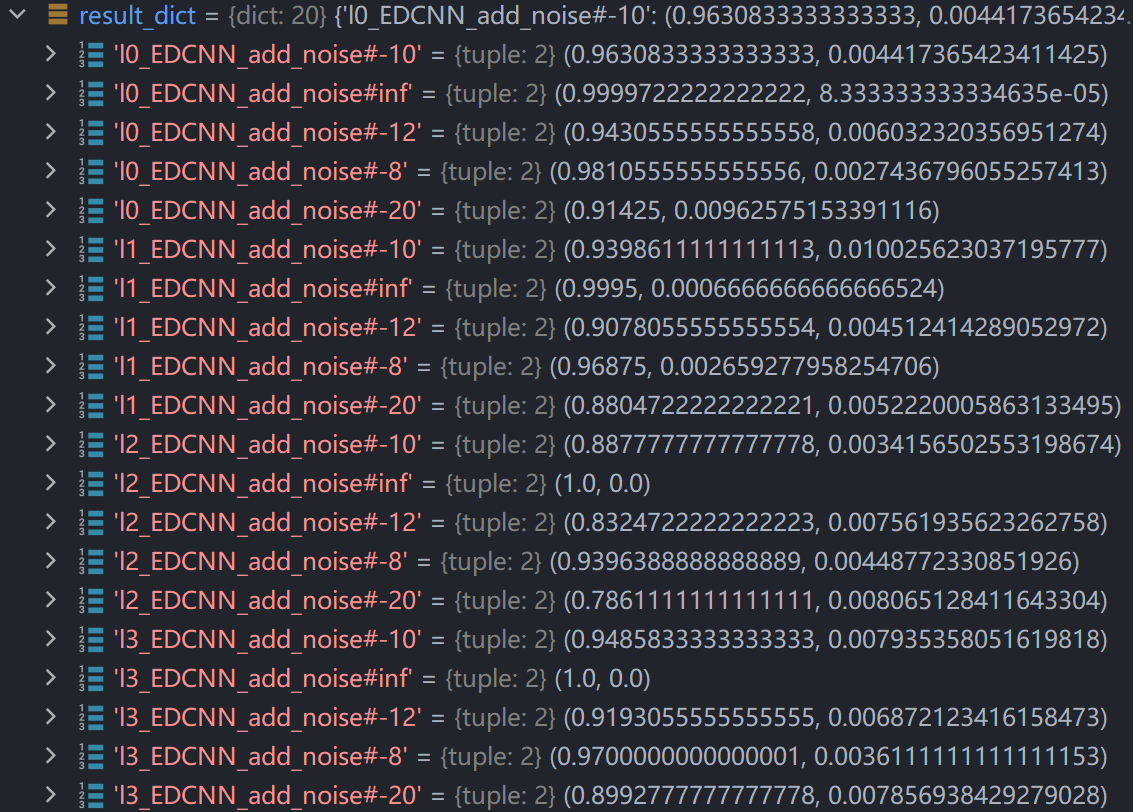 result_dict = {dict: 20} {'l0_EDCNN_add_noise#-10': (0.9630833333333333, 0.0044173654234
'l0_EDCNN_add_noise#-10' = {tuple: 2} (0.9630833333333333, 0.004417365423411425)
'l0_EDCNN_add_noise#inf' = {tuple: 2} (0.9999722222222222, 8.333333333334635e-05)
'l0_EDCNN_add_noise#-12' = {tuple: 2} (0.9430555555555558, 0.006032320356951274)
'l0_EDCNN_add_noise#-8' = {tuple: 2} (0.9810555555555556, 0.0027436796055257413)
'l0_EDCNN_add_noise#-20' = {tuple: 2} (0.91425, 0.00962575153391116)
'l1_EDCNN_add_noise#-10' = {tuple: 2} (0.9398611111111113, 0.010025623037195777)
'l1_EDCNN_add_noise#inf' = {tuple: 2} (0.9995, 0.0006666666666666524)
'l1_EDCNN_add_noise#-12' = {tuple: 2} (0.9078055555555554, 0.004512414289052972)
'l1_EDCNN_add_noise#-8' = {tuple: 2} (0.96875, 0.002659277958254706)
'l1_EDCNN_add_noise#-20' = {tuple: 2} (0.8804722222222221, 0.0052220005863133495)
'l2_EDCNN_add_noise#-10' = {tuple: 2} (0.8877777777777778, 0.0034156502553198674)
'l2_EDCNN_add_noise#inf' = {tuple: 2} (1.0, 0.0)
'l2_EDCNN_add_noise#-12' = {tuple: 2} (0.8324722222222223, 0.007561935623262758)
'l2_EDCNN_add_noise#-8' = {tuple: 2} (0.9396388888888889, 0.00448772330851926)
'l2_EDCNN_add_noise#-20' = {tuple: 2} (0.7861111111111111, 0.008065128411643304)
'l3_EDCNN_add_noise#-10' = {tuple: 2} (0.9485833333333333, 0.007935358051619818)
'l3_EDCNN_add_noise#inf' = {tuple: 2} (1.0, 0.0)
'l3_EDCNN_add_noise#-12' = {tuple: 2} (0.9193055555555555, 0.006872123416158473)
'l3_EDCNN_add_noise#-8' = {tuple: 2} (0.9700000000000001, 0.003611111111111153)
'l3_EDCNN_add_noise#-20' = {tuple: 2} (0.8992777777777778, 0.0078569384292790028)